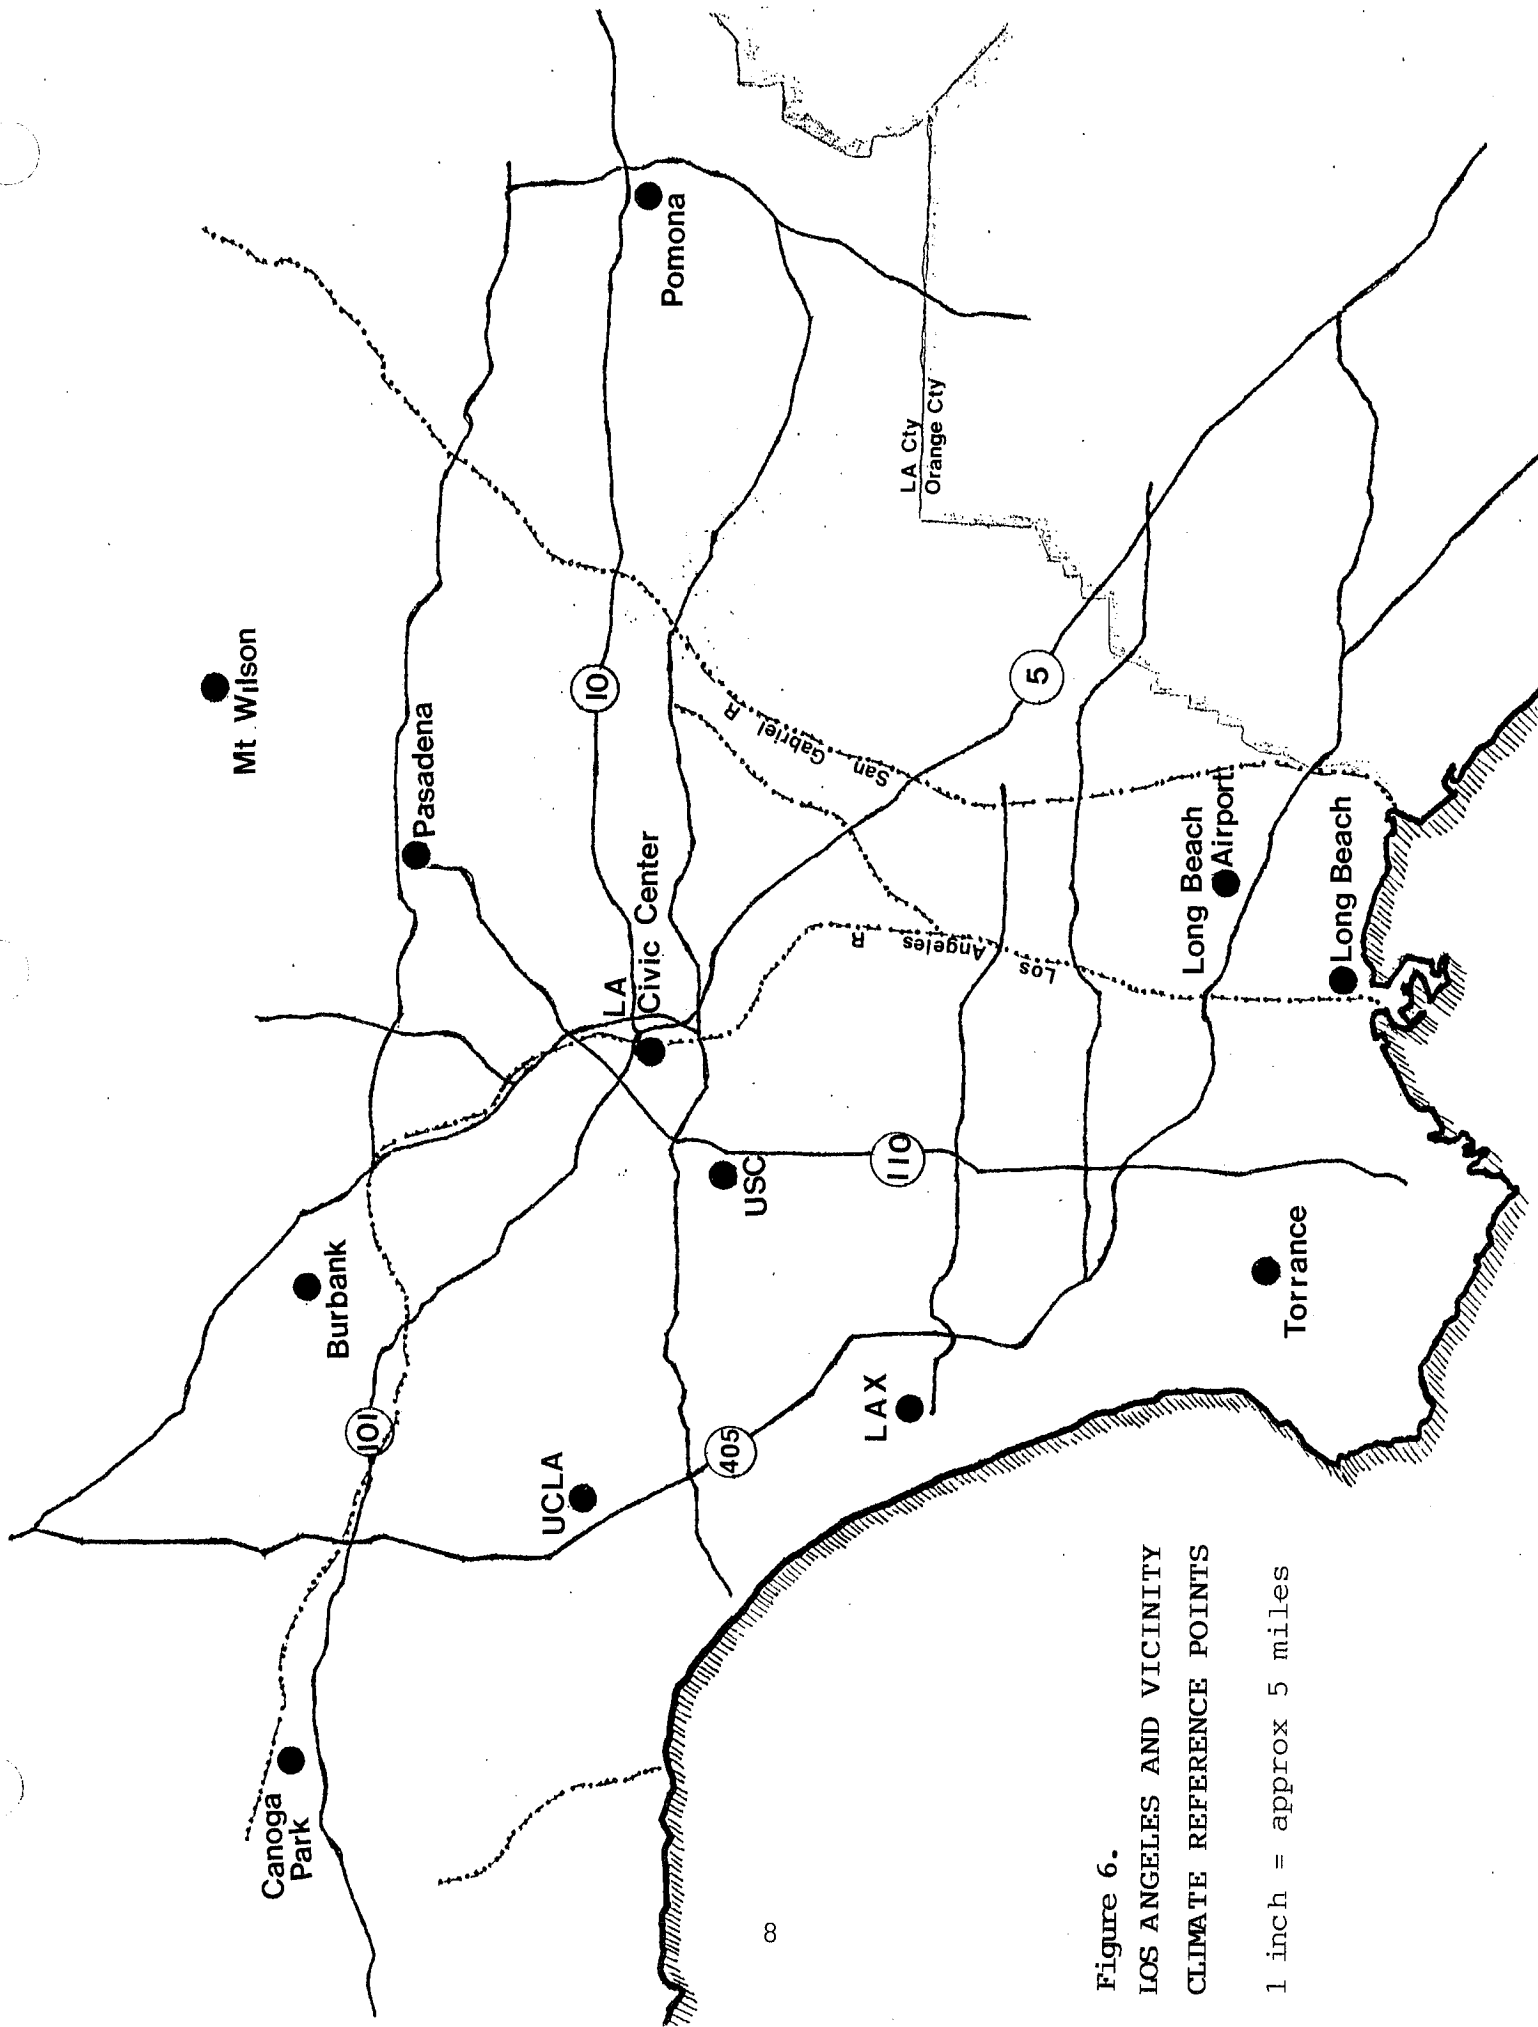 Mt Wilson
Pasadena
Burbank
Canoga
Park
101
UCLA
10
LA
Civic Center
Pomona
USC
405
LAX
110
San Gabriel R
Los Angeles R
5
LA Cty
Orange Cty
Long Beach
Airport
Long Beach
Torrance
Figure 6.
LOS ANGELES AND VICINITY
CLIMATE REFERENCE POINTS
1 inch = approx 5 miles
8